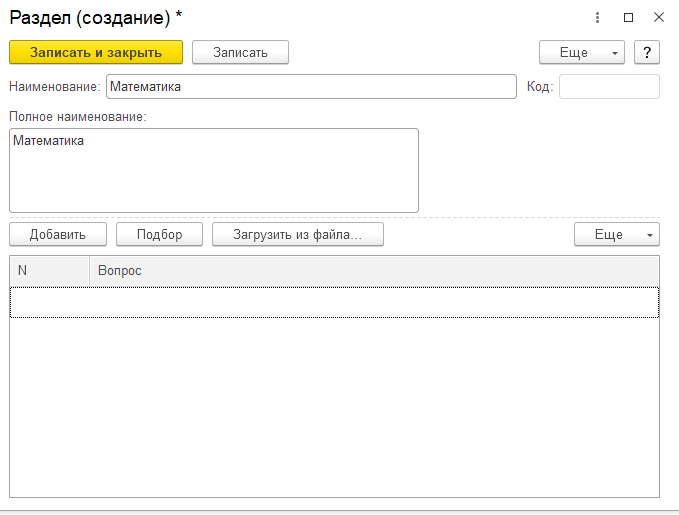 Раздел (создание) *
Записать и закрыть Записать Еще ?
Наименование: Математика Код:
Полное наименование:
Математика
Добавить Подбор Загрузить из файла... Еще
N Вопрос